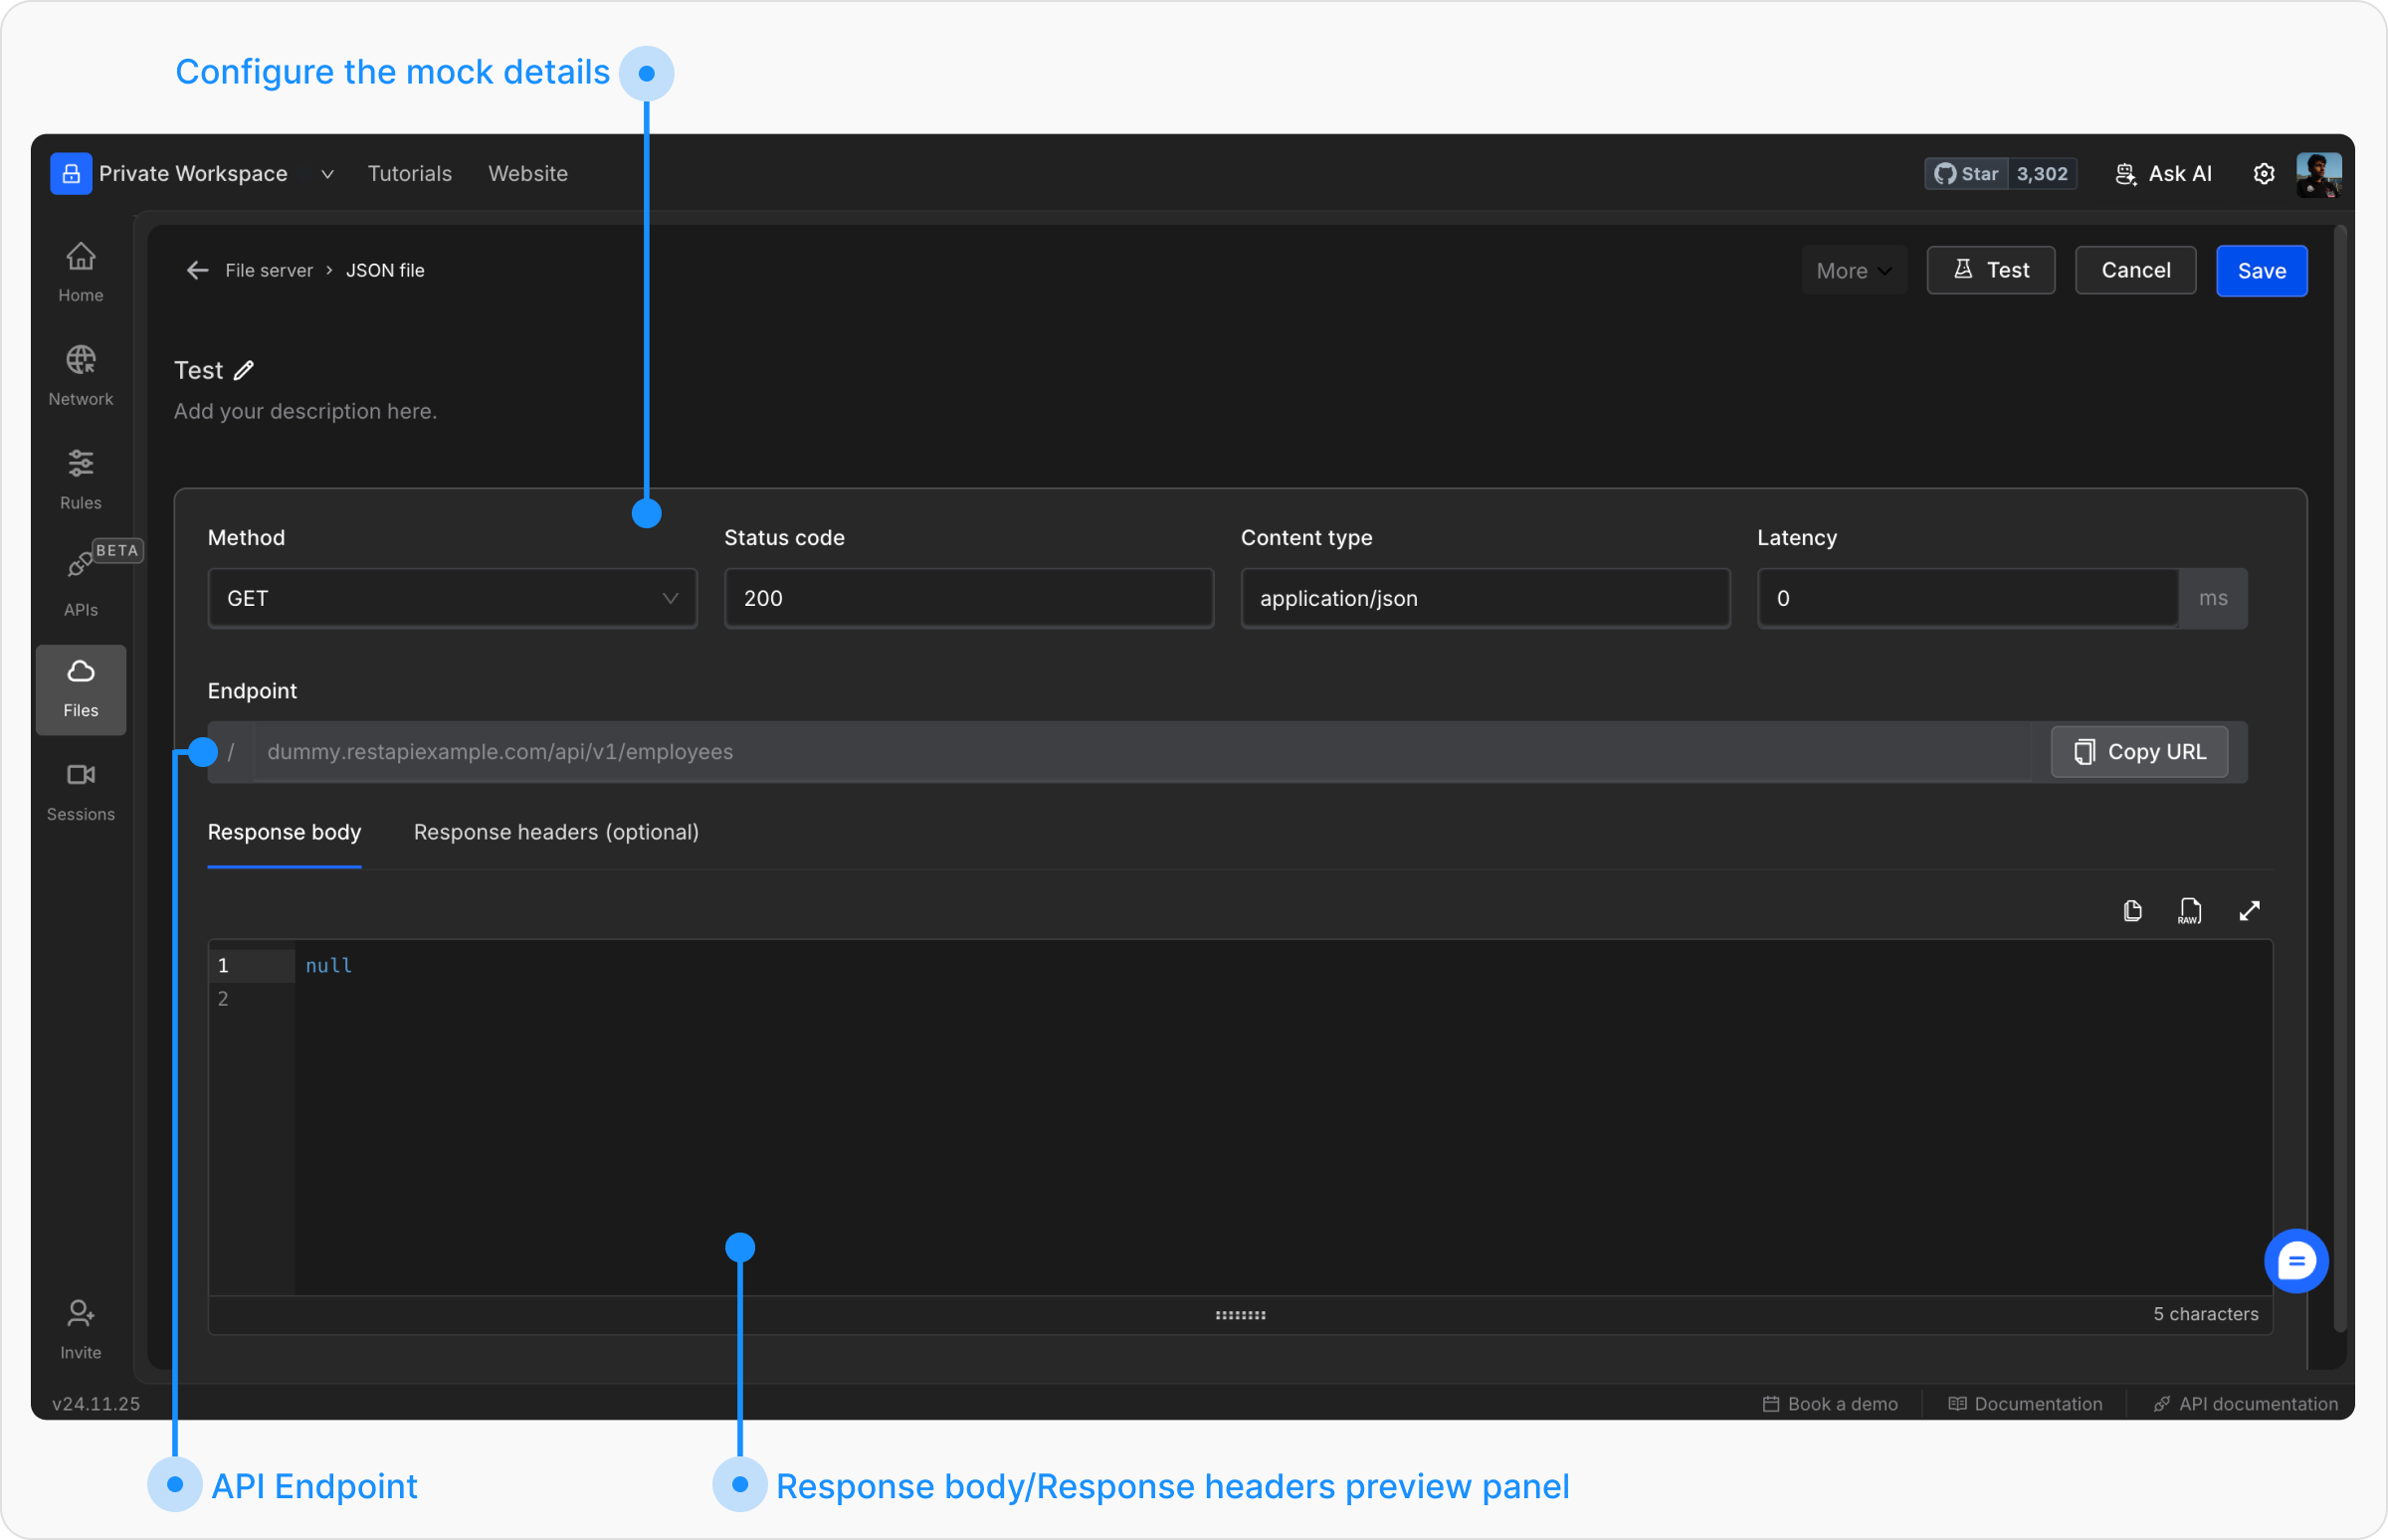 Configure the mock details
Private Workspace Tutorials Website Star 3,302 Ask AI
Home
Network
Rules
BETA
APIs
Files
Sessions
Invite
File server › JSON file More Test Cancel Save
Test
Add your description here.
Method Status code Content type Latency
GET 200 application/json 0 ms
Endpoint
/ dummy.restapiexample.com/api/v1/employees Copy URL
Response body Response headers (optional)
RAW
1 null
2
5 characters
v24.11.25 Book a demo Documentation API documentation
API Endpoint Response body/Response headers preview panel